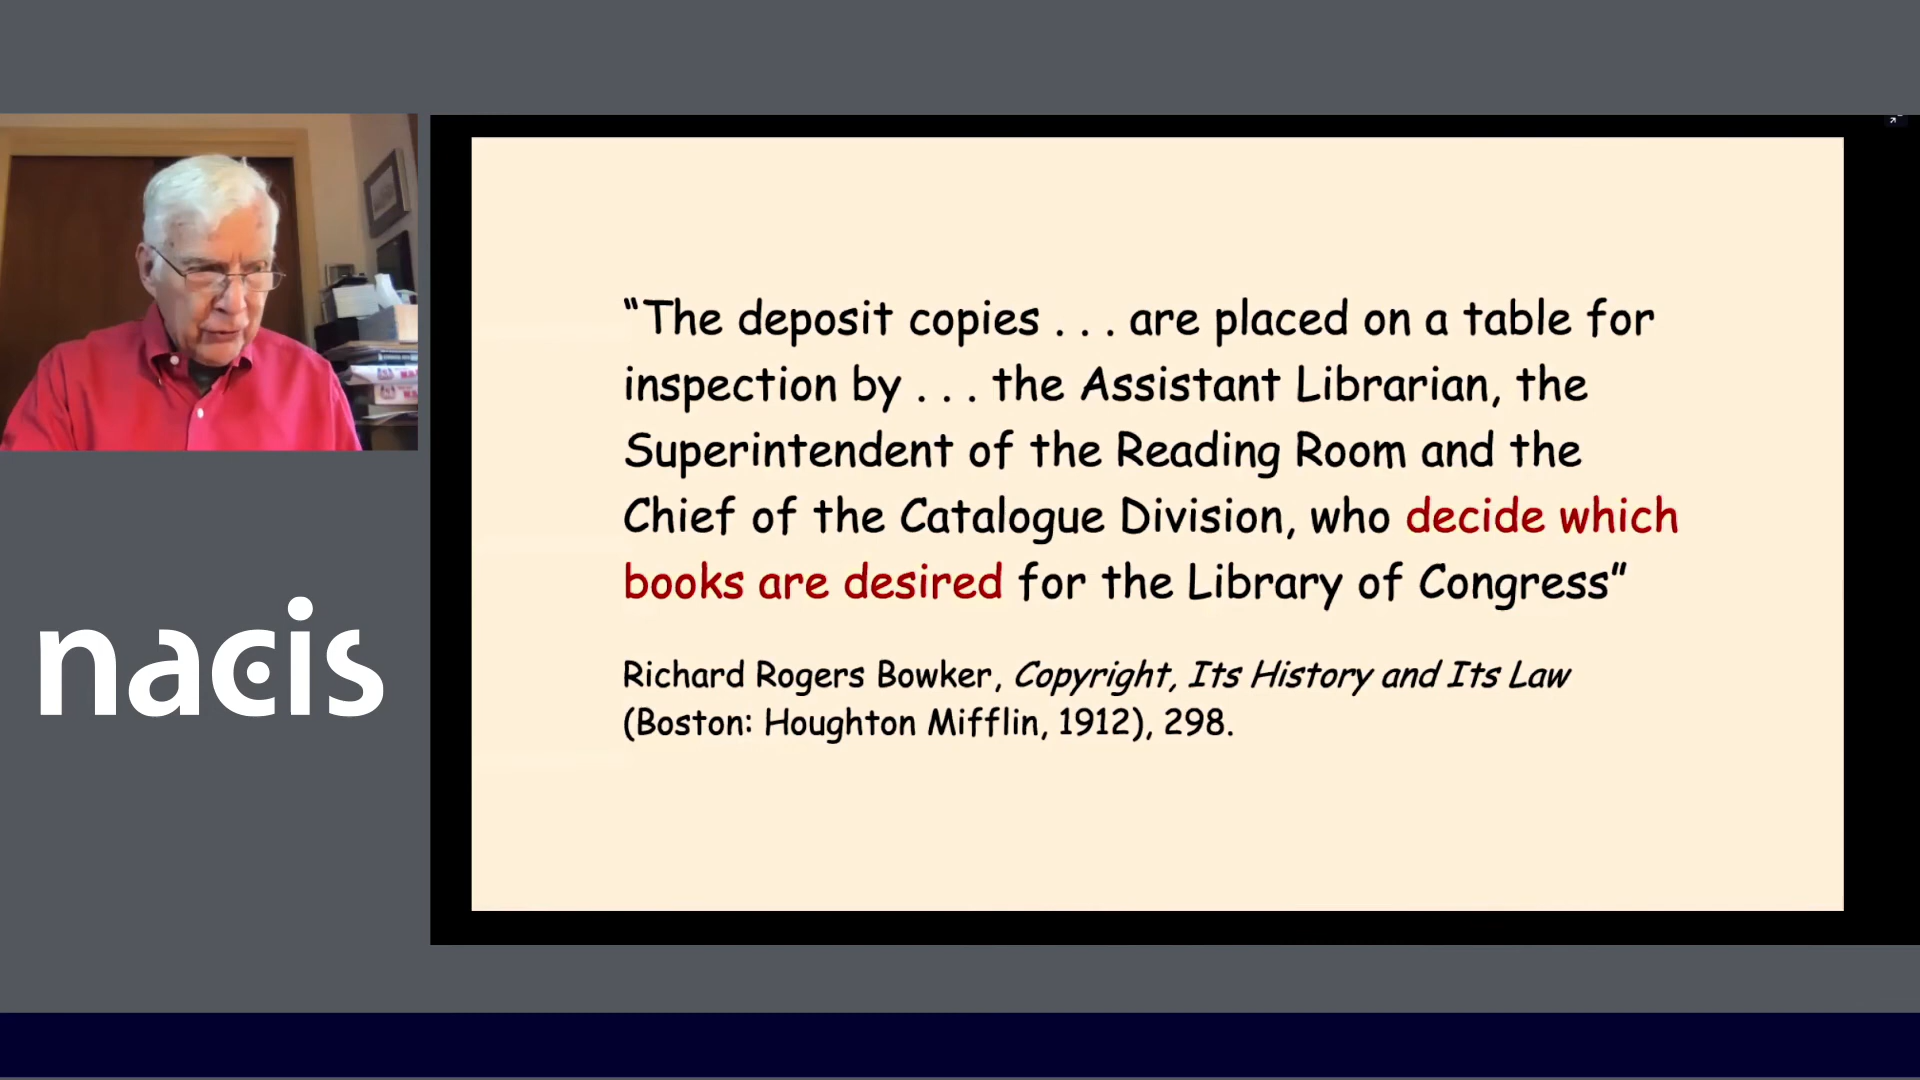 “The deposit copies . . . are placed on a table for
inspection by . . . the Assistant Librarian, the
Superintendent of the Reading Room and the
Chief of the Catalogue Division, who decide which
books are desired for the Library of Congress”
Richard Rogers Bowker, Copyright, Its History and Its Law
(Boston: Houghton Mifflin, 1912), 298.
nacis